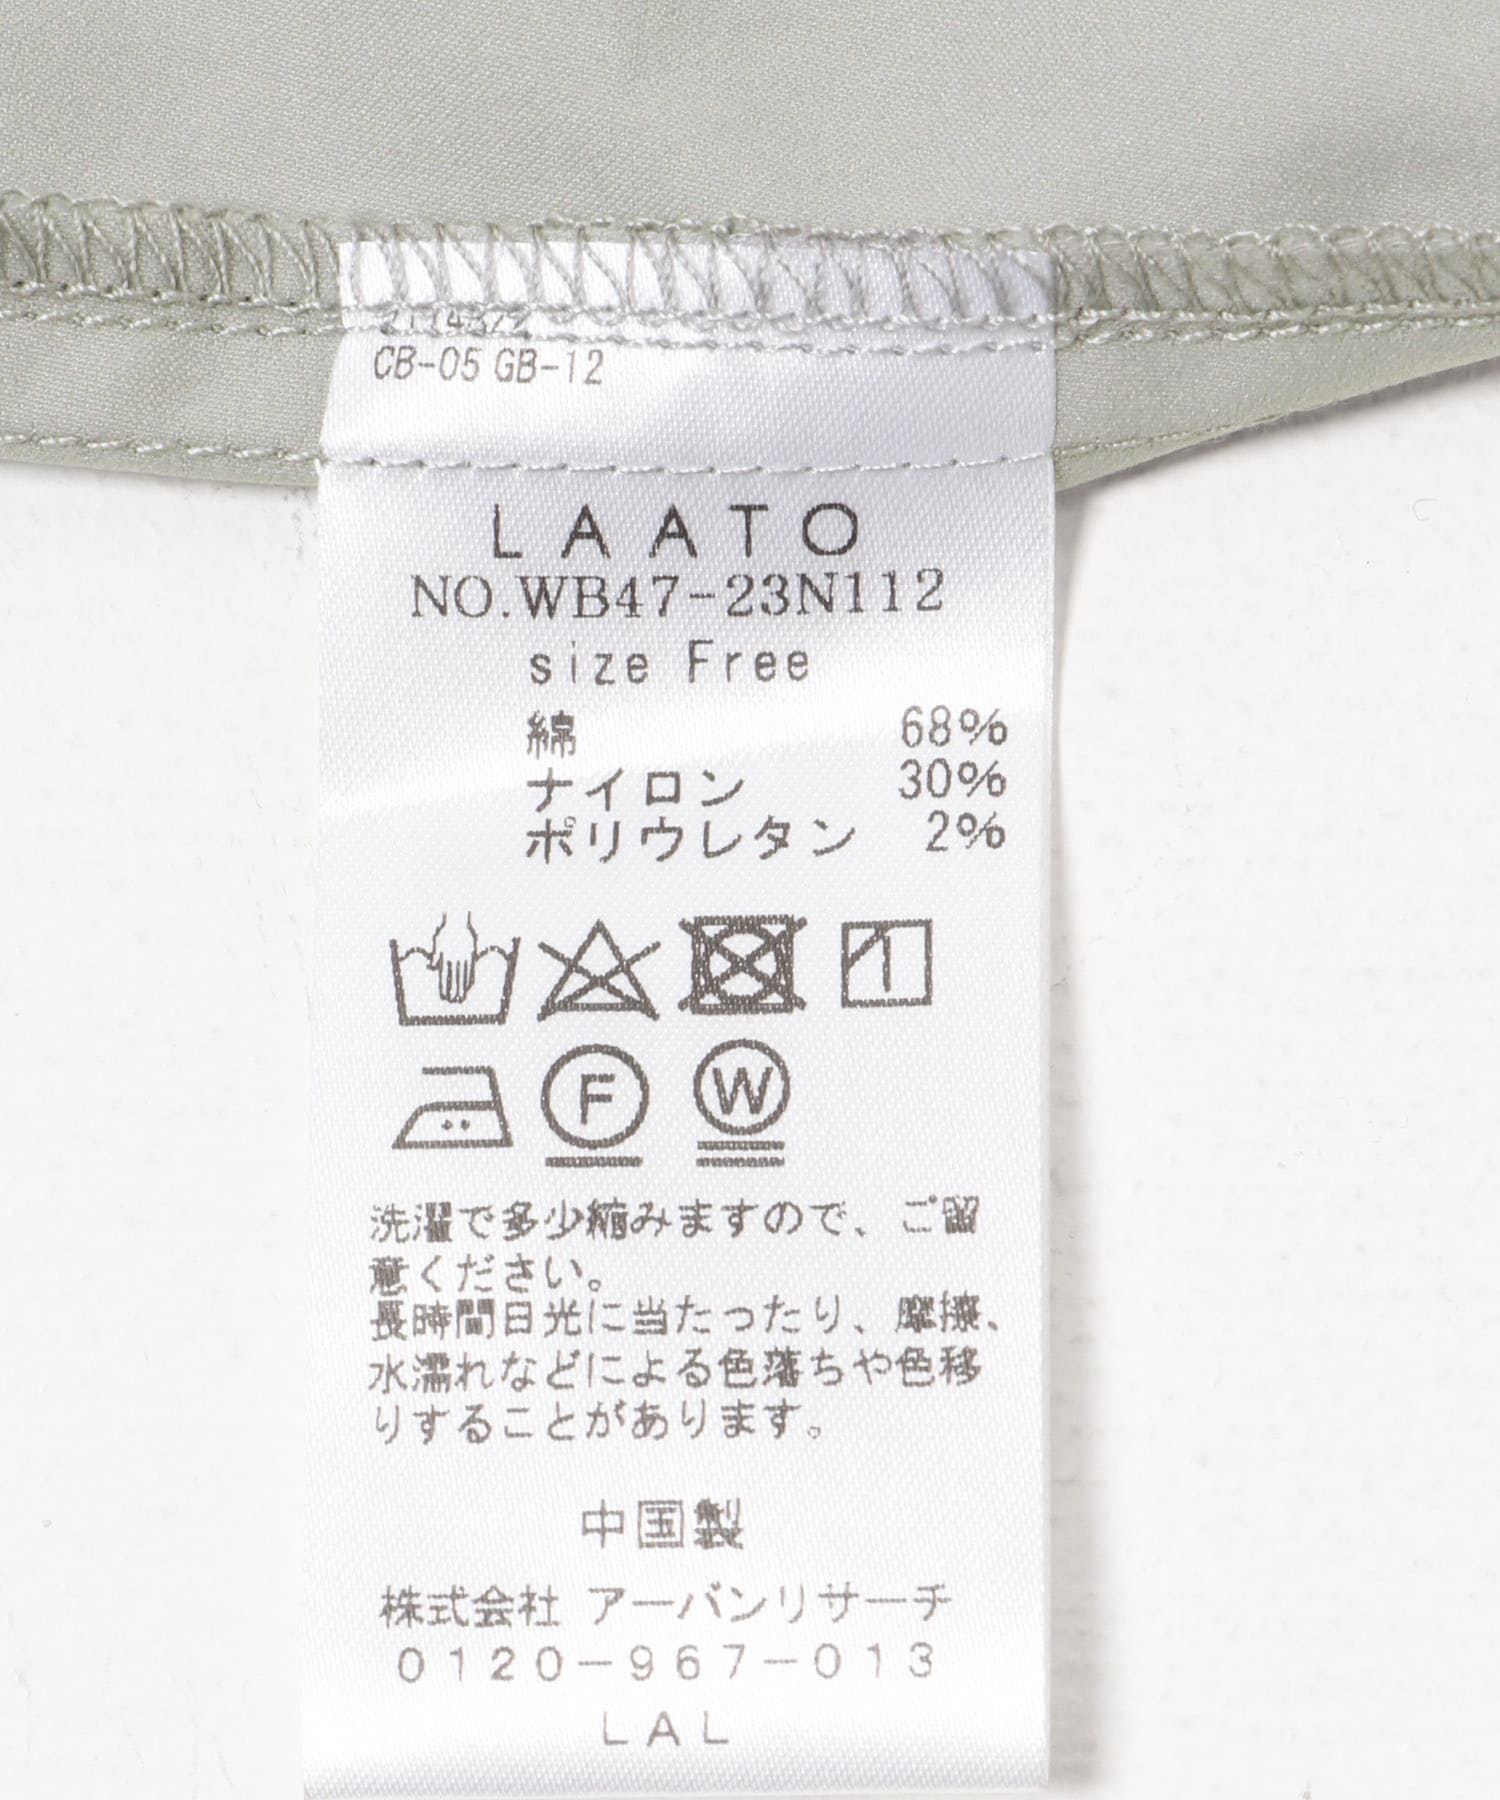 CB-05 GB-12
LAATO
NO.WB47-23N112
size Free
綿 68%
ナイロン 30%
ポリウレタン 2%
F W
洗濯で多少縮みますので、ご留
意ください。
長時間日光に当たったり、摩擦、
水濡れなどによる色落ちや色移
りすることがあります。
中国製
株式会社 アーバンリサーチ
0120-967-013
LAL